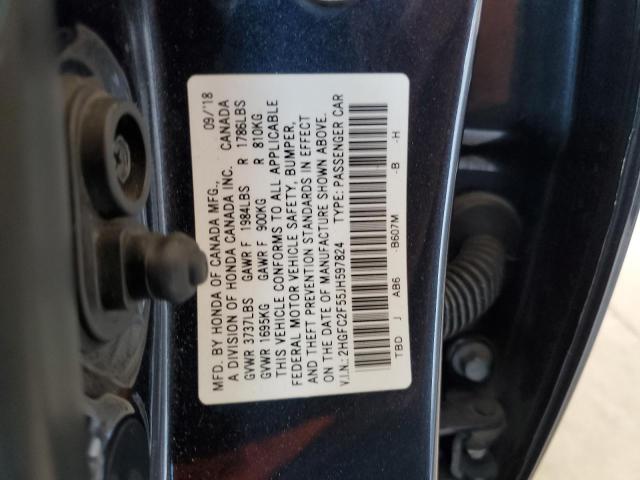 MFD. BY HONDA OF CANADA MFG., 09/'18
A DIVISION OF HONDA CANADA INC. CANADA
GVWR 3737LBS GAWR F 1984LBS R 1786LBS
GVWR 1695KG GAWR F 900KG R 810KG
THIS VEHICLE CONFORMS TO ALL APPLICABLE
FEDERAL MOTOR VEHICLE SAFETY, BUMPER,
AND THEFT PREVENTION STANDARDS IN EFFECT
ON THE DATE OF MANUFACTURE SHOWN ABOVE.
V.I.N.: 2HGFC2F55JH597824 TYPE: PASSENGER CAR
TBD J AB6 -B607M -B -H